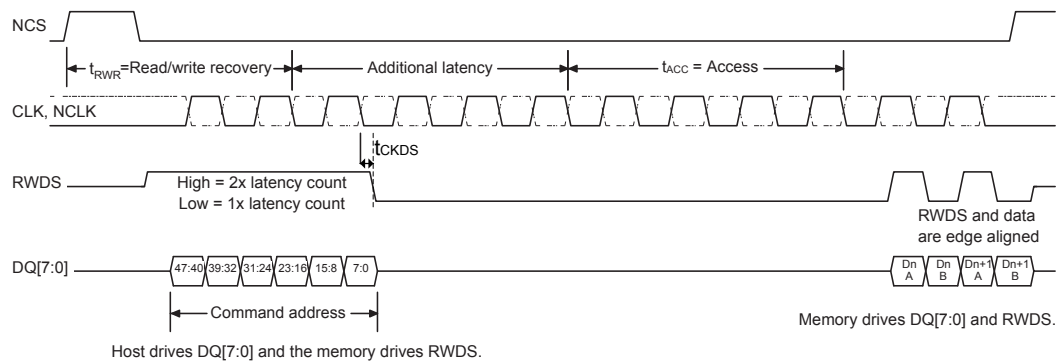 NCS
tRWR=Read/write recovery
Additional latency
tACC = Access
CLK, NCLK
tCKDS
RWDS
High = 2x latency count
Low = 1x latency count
RWDS and data
are edge aligned
DQ[7:0]
47:40 39:32 31:24 23:16 15:8 7:0
Dn
A
Dn
B
Dn+1
A
Dn+1
B
Command address
Memory drives DQ[7:0] and RWDS.
Host drives DQ[7:0] and the memory drives RWDS.